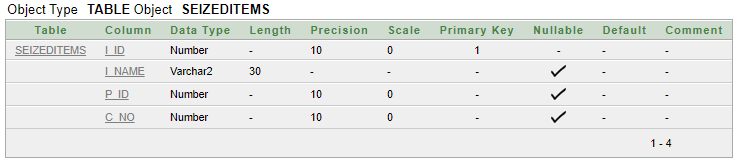 Object Type TABLE Object SEIZEDITEMS
Table Column Data Type Length Precision Scale Primary Key Nullable Default Comment
SEIZEDITEMS I_ID Number - 10 0 1 - - -
I_NAME Varchar2 30 - - - ✓ - -
P_ID Number - 10 0 - ✓ - -
C_NO Number - 10 0 - ✓ - -
1 - 4